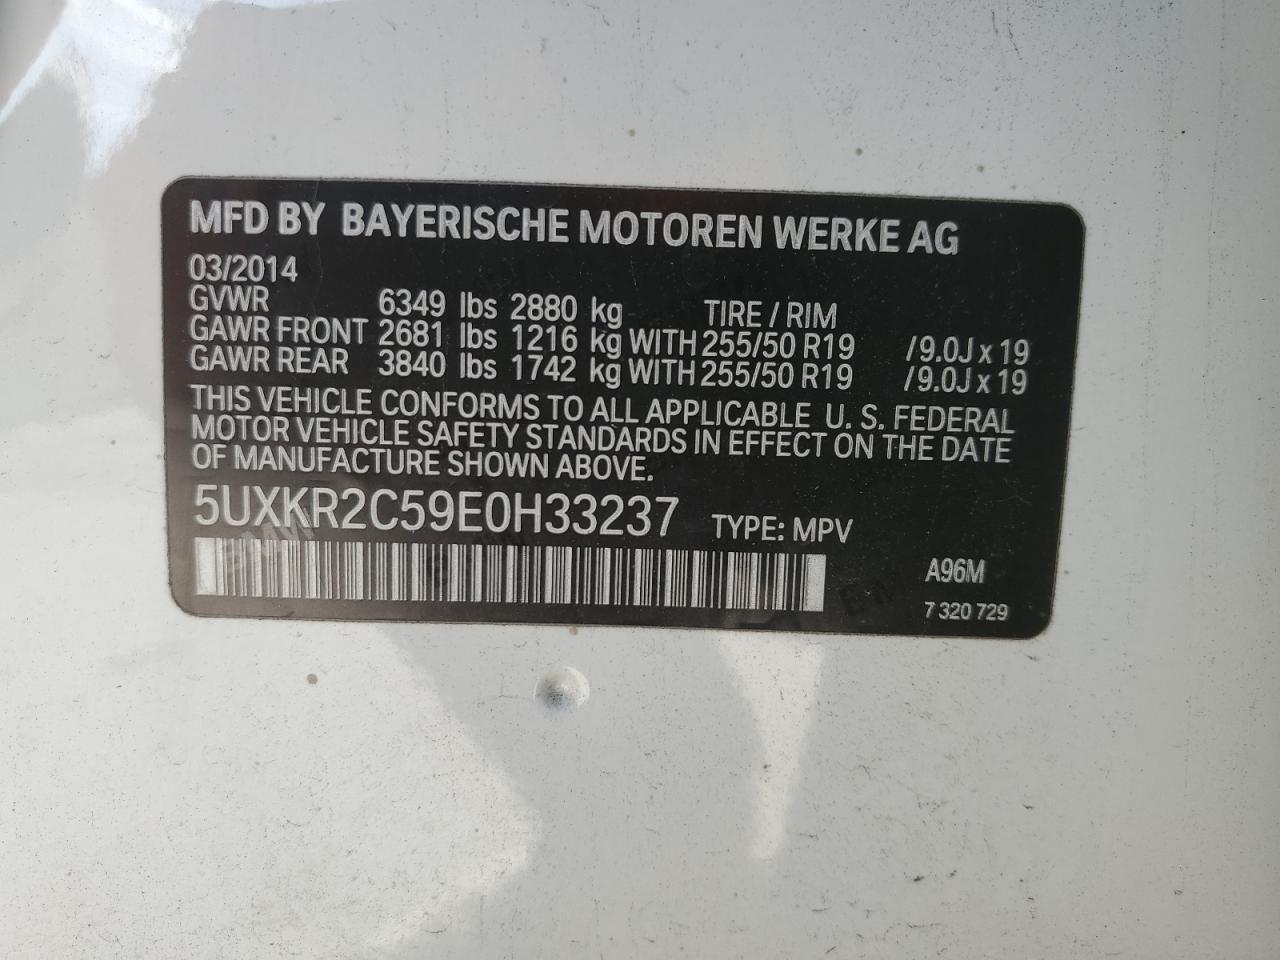 MFD BY BAYERISCHE MOTOREN WERKE AG
03/2014
GVWR 6349 lbs 2880 kg TIRE / RIM
GAWR FRONT 2681 lbs 1216 kg WITH 255/50 R19 /9.0J x 19
GAWR REAR 3840 lbs 1742 kg WITH 255/50 R19 /9.0J x 19
THIS VEHICLE CONFORMS TO ALL APPLICABLE U. S. FEDERAL
MOTOR VEHICLE SAFETY STANDARDS IN EFFECT ON THE DATE
OF MANUFACTURE SHOWN ABOVE.
5UXKR2C59E0H33237 TYPE: MPV
A96M
7 320 729